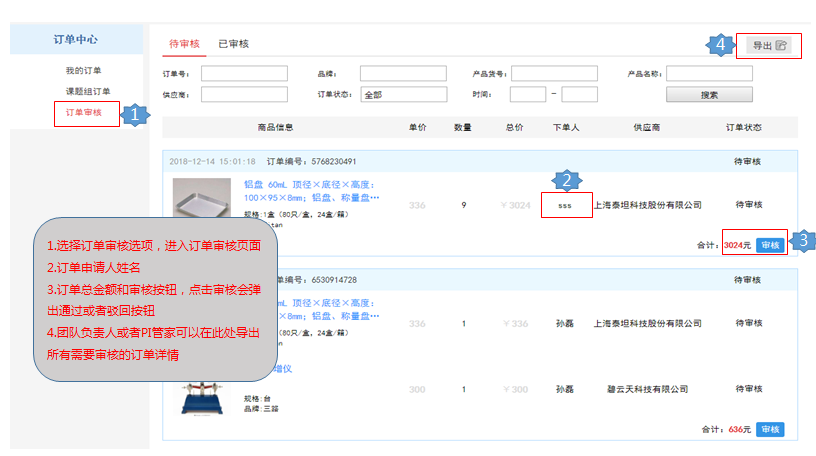 订单中心
我的订单
课题组订单
订单审核
1
待审核 已审核
4
导出
订单号： 品牌： 产品货号： 产品名称：
供应商： 订单状态： 全部 时间： - 搜索
商品信息 单价 数量 总价 下单人 供应商 订单状态
2018-12-14 15:01:18 订单编号：5768230491 待审核
2
铝盘 60mL 顶径×底径×高度：
100×95×8mm；铝盘、称量盘…
规格:1盒（80只/盒，24盒/箱）
tan
336 9 ￥3024 sss 上海泰坦科技股份有限公司 待审核
合计：3024元 审核
3
1.选择订单审核选项，进入订单审核页面
2.订单申请人姓名
3.订单总金额和审核按钮，点击审核会弹
出通过或者驳回按钮
4.团队负责人或者PI管家可以在此处导出
所有需要审核的订单详情
单编号：6530914728 待审核
mL 顶径×底径×高度：
×8mm；铝盘、称量盘…
（80只/盒，24盒/箱）
336 1 ￥336 孙磊 上海泰坦科技股份有限公司 待审核
增仪
规格:台
品牌:三路
300 1 ￥300 孙磊 碧云天科技有限公司 待审核
合计：636元 审核